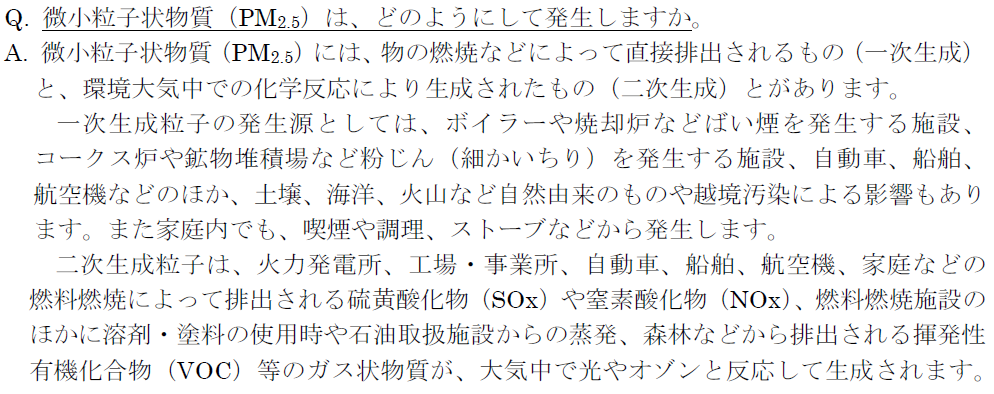 Q. 微小粒子状物質（PM2.5）は、どのようにして発生しますか。
A. 微小粒子状物質（PM2.5）には、物の燃焼などによって直接排出されるもの（一次生成）
と、環境大気中での化学反応により生成されたもの（二次生成）とがあります。
一次生成粒子の発生源としては、ボイラーや焼却炉などばい煙を発生する施設、
コークス炉や鉱物堆積場など粉じん（細かいちり）を発生する施設、自動車、船舶、
航空機などのほか、土壌、海洋、火山など自然由来のものや越境汚染による影響もあり
ます。また家庭内でも、喫煙や調理、ストーブなどから発生します。
二次生成粒子は、火力発電所、工場・事業所、自動車、船舶、航空機、家庭などの
燃料燃焼によって排出される硫黄酸化物（SOx）や窒素酸化物（NOx）、燃料燃焼施設の
ほかに溶剤・塗料の使用時や石油取扱施設からの蒸発、森林などから排出される揮発性
有機化合物（VOC）等のガス状物質が、大気中で光やオゾンと反応して生成されます。